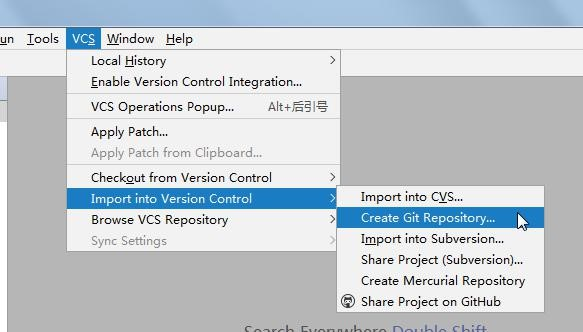 un Tools VCS Window Help
Local History
Enable Version Control Integration...
VCS Operations Popup... Alt+后引号
Apply Patch...
Apply Patch from Clipboard...
Checkout from Version Control
Import into Version Control
Browse VCS Repository
Sync Settings
Import into CVS...
Create Git Repository...
Import into Subversion...
Share Project (Subversion)...
Create Mercurial Repository
Share Project on GitHub
Search Everywhere Double Shift